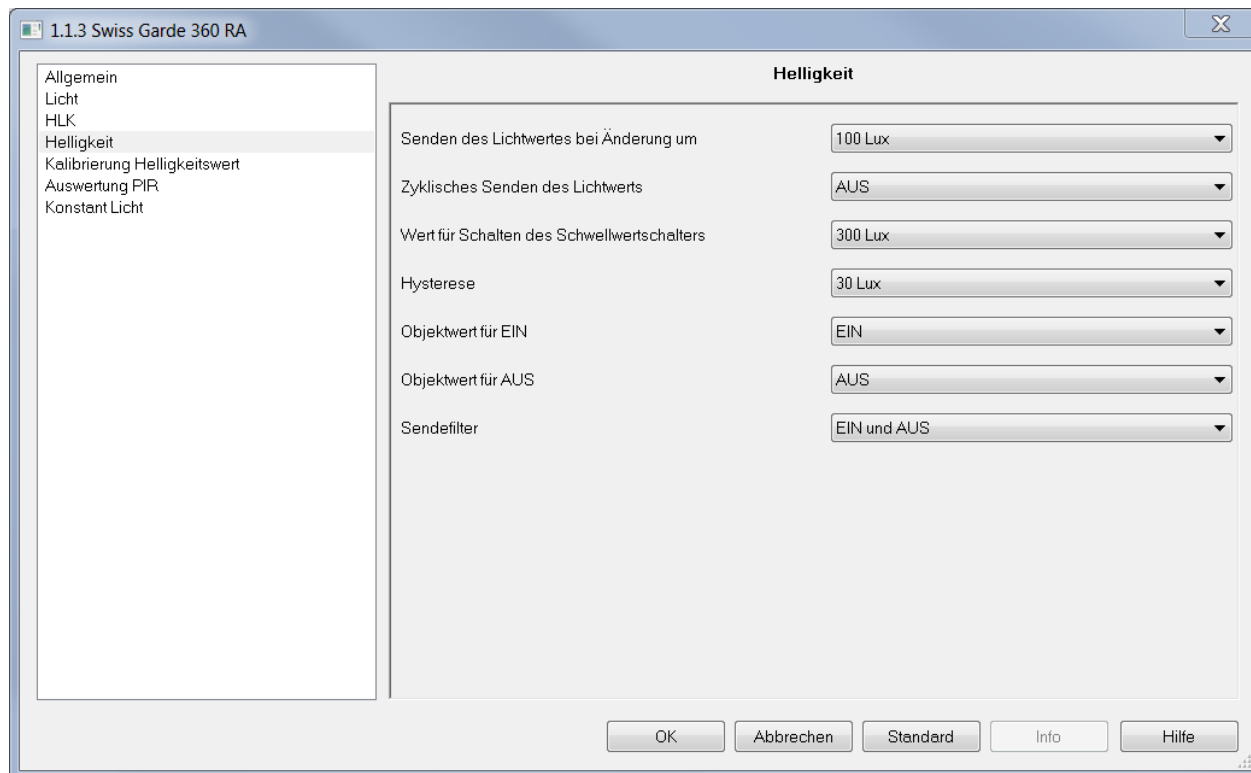 1.1.3 Swiss Garde 360 RA
Allgemein
Licht
HLK
Helligkeit
Kalibrierung Helligkeitswert
Auswertung PIR
Konstant Licht
Helligkeit
Senden des Lichtwertes bei Änderung um 100 Lux
Zyklisches Senden des Lichtwerts AUS
Wert für Schalten des Schwellwertschalters 300 Lux
Hysterese 30 Lux
Objektwert für EIN EIN
Objektwert für AUS AUS
Sendefilter EIN und AUS
OK Abbrechen Standard Info Hilfe